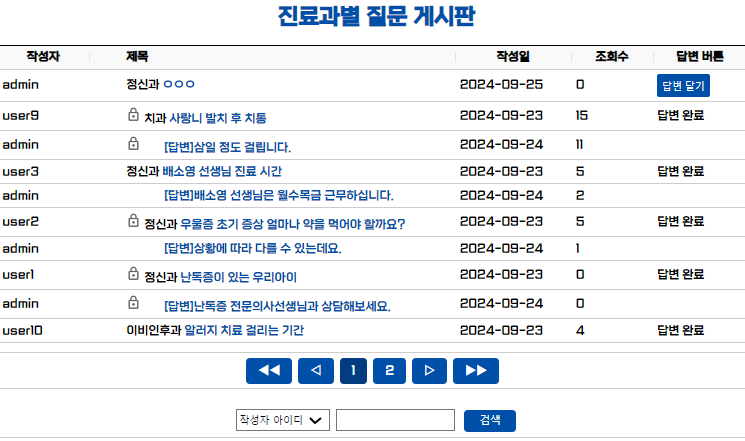 진료과별 질문 게시판
작성자 제목 작성일 조회수 답변 버튼
admin 정신과 ㅇㅇㅇ 2024-09-25 0 답변 닫기
user9 치과 사랑니 발치 후 치통 2024-09-23 15 답변 완료
admin [답변]삼일 정도 걸립니다. 2024-09-24 11
user3 정신과 배소영 선생님 진료 시간 2024-09-23 5 답변 완료
admin [답변]배소영 선생님은 월수목금 근무하십니다. 2024-09-24 2
user2 정신과 우울증 초기 증상 얼마나 약을 먹어야 할까요? 2024-09-23 5 답변 완료
admin [답변]상황에 따라 다를 수 있는데요. 2024-09-24 1
user1 정신과 난독증이 있는 우리아이 2024-09-23 0 답변 완료
admin [답변]난독증 전문의사선생님과 상담해보세요. 2024-09-24 0
user10 이비인후과 알러지 치료 걸리는 기간 2024-09-23 4 답변 완료
◀◀ ◁ 1 2 ▷ ▶▶
작성자 아이디 검색